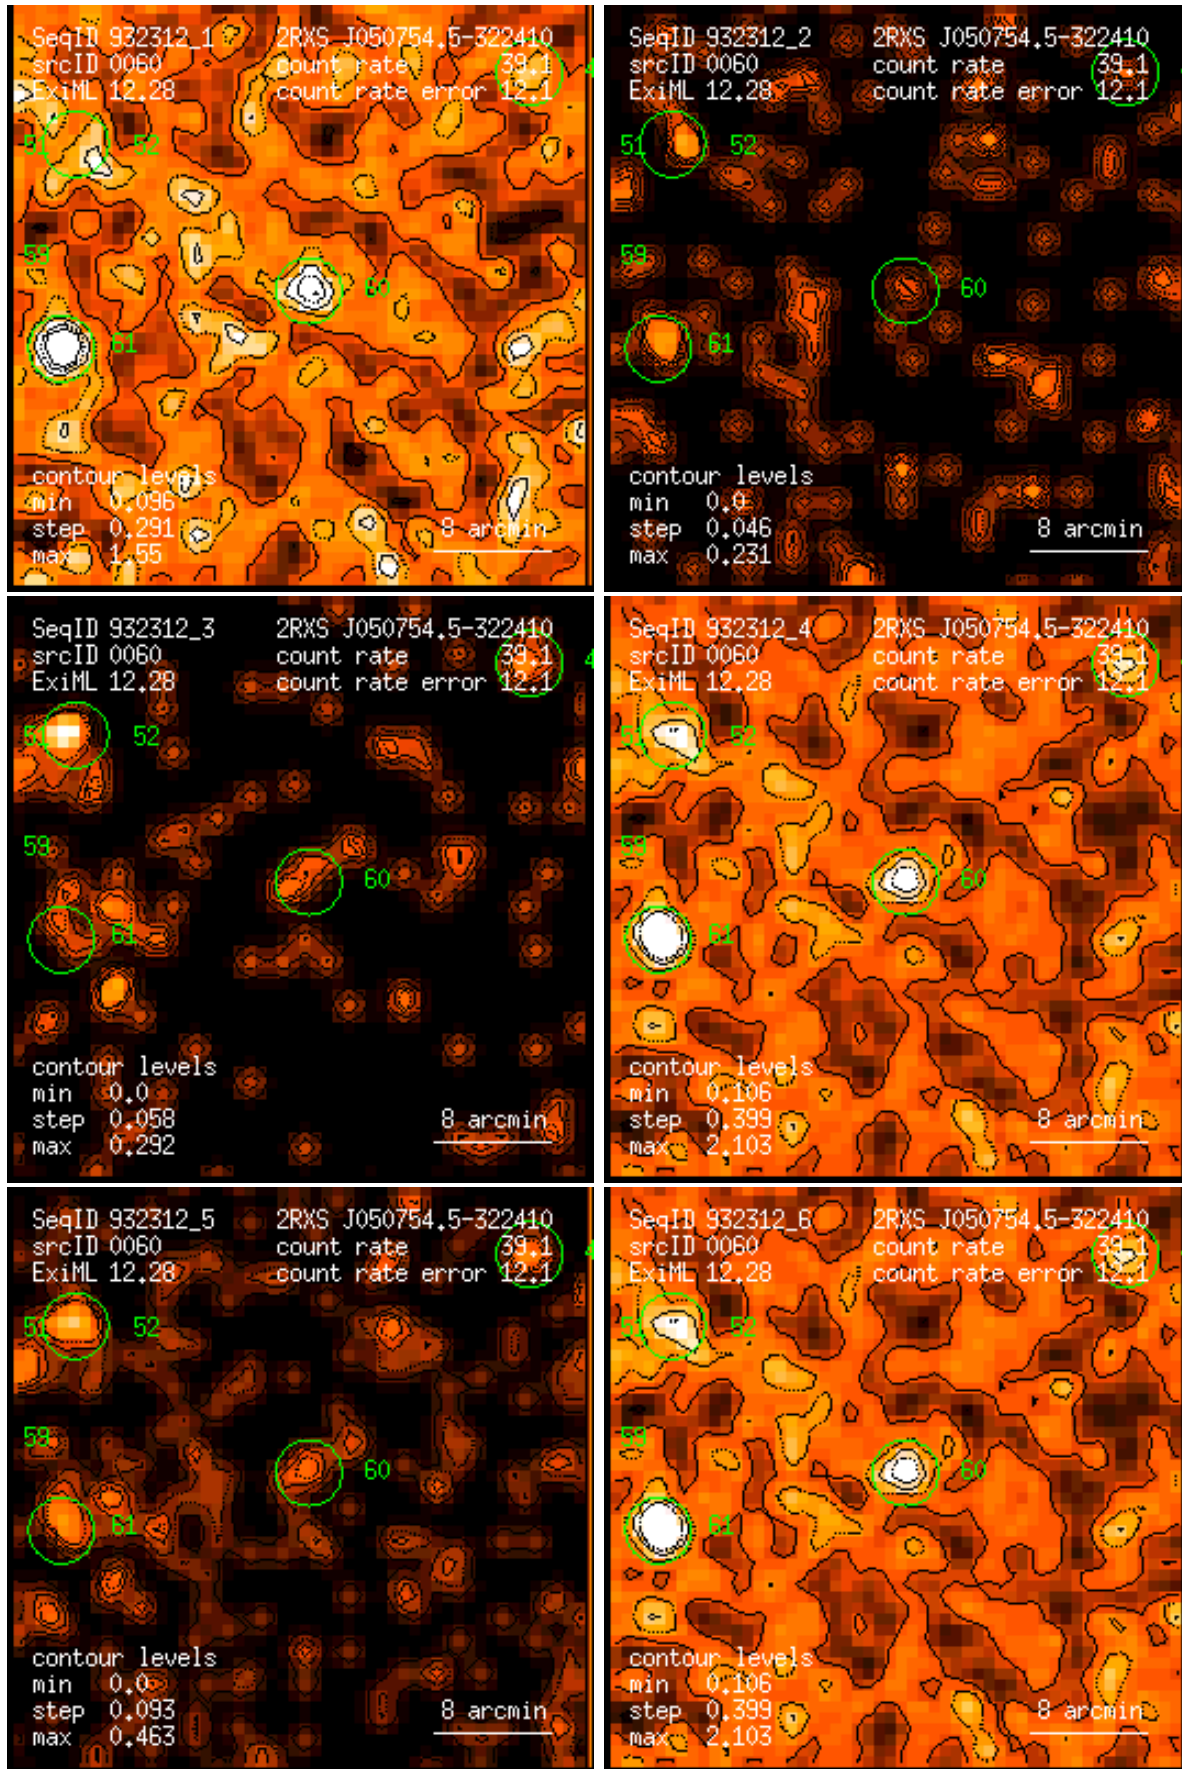 SeqID 932312_1 2RXS J050754.5-322410
srcID 0060 count rate 39.1
ExiML 12.28 count rate error 12.1
51 52
59
60
61
contour levels
min 0.096
step 0.291 8 arcmin
max 1.55
SeqID 932312_2 2RXS J050754.5-322410
srcID 0060 count rate 39.1
ExiML 12.28 count rate error 12.1
51 52
59
60
61
contour levels
min 0.0
step 0.046 8 arcmin
max 0.231
SeqID 932312_3 2RXS J050754.5-322410
srcID 0060 count rate 39.1
ExiML 12.28 count rate error 12.1
51 52
59
60
61
contour levels
min 0.0
step 0.058 8 arcmin
max 0.292
SeqID 932312_4 2RXS J050754.5-322410
srcID 0060 count rate 39.1
ExiML 12.28 count rate error 12.1
51 52
59
60
61
contour levels
min 0.106
step 0.399 8 arcmin
max 2.103
SeqID 932312_5 2RXS J050754.5-322410
srcID 0060 count rate 39.1
ExiML 12.28 count rate error 12.1
51 52
59
60
61
contour levels
min 0.0
step 0.093 8 arcmin
max 0.463
SeqID 932312_6 2RXS J050754.5-322410
srcID 0060 count rate 39.1
ExiML 12.28 count rate error 12.1
51 52
59
60
61
contour levels
min 0.106
step 0.399 8 arcmin
max 2.103